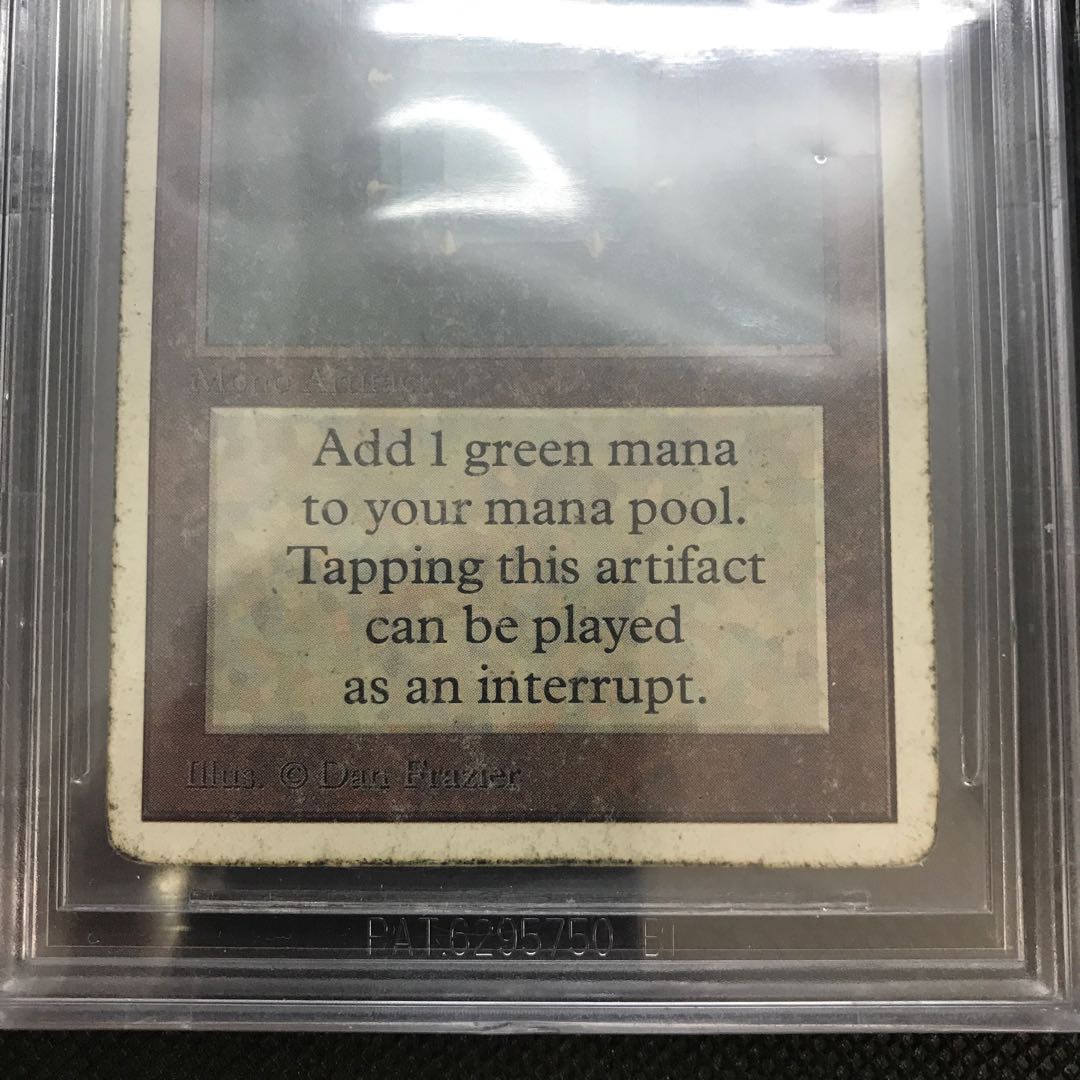 Mono Artifact
Add 1 green mana
to your mana pool.
Tapping this artifact
can be played
as an interrupt.
Illus. © Dan Frazier
PAT.6295750 B1